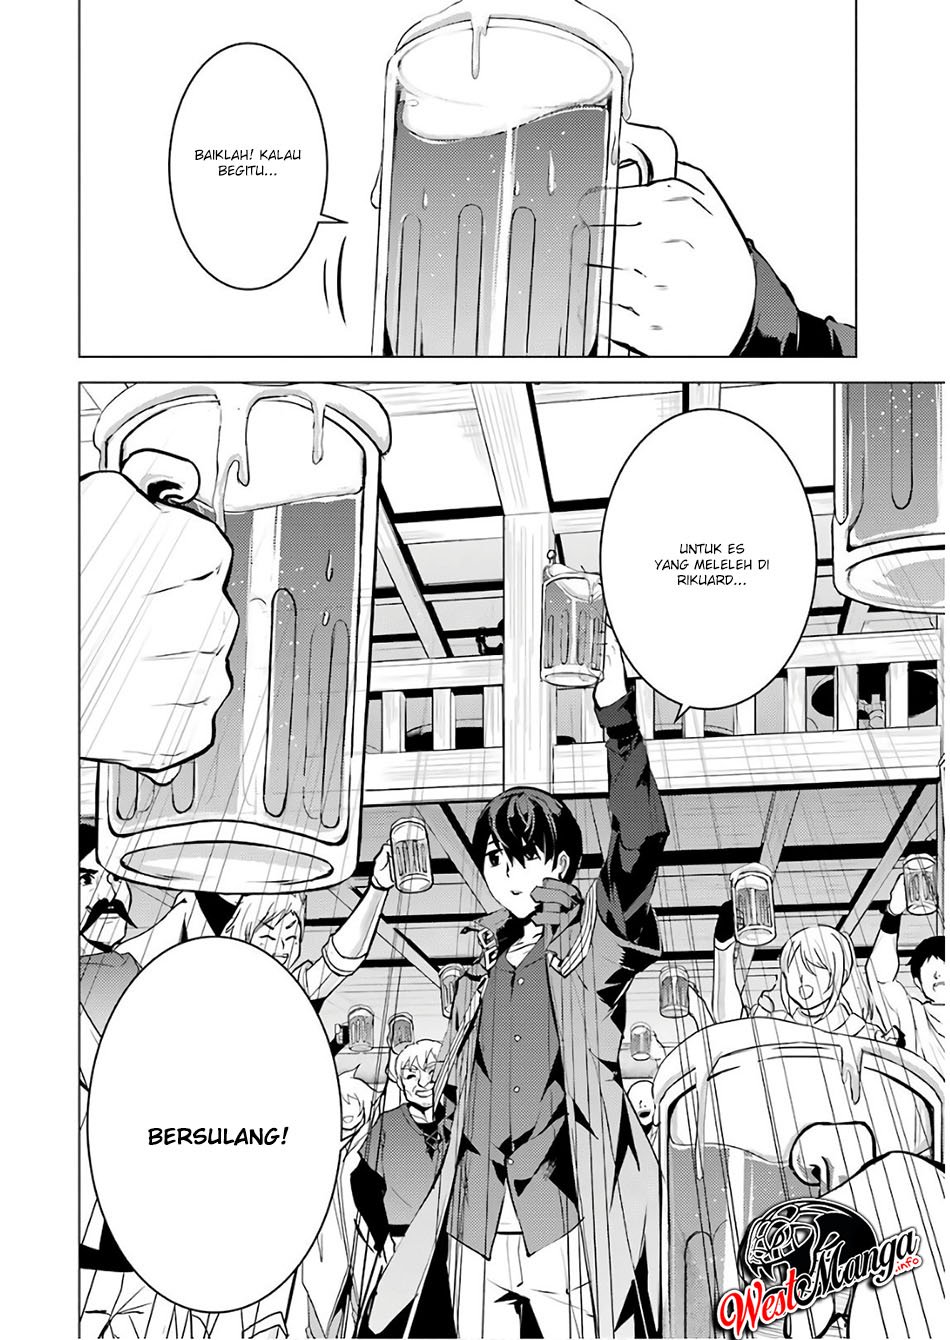 BAIKLAH! KALAU
BEGITU...
UNTUK ES
YANG MELELEH DI
RIKUARD...
BERSULANG!
WestManga
.info